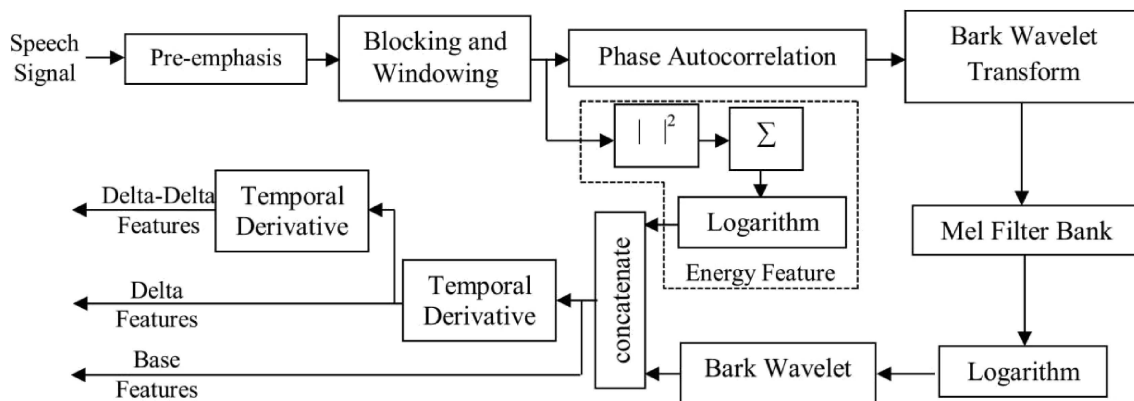 Speech
Signal
Pre-emphasis
Blocking and
Windowing
Phase Autocorrelation
Bark Wavelet
Transform
| |²
∑
Logarithm
Energy Feature
Mel Filter Bank
Logarithm
Bark Wavelet
concatenate
Temporal
Derivative
Temporal
Derivative
Delta-Delta
Features
Delta
Features
Base
Features